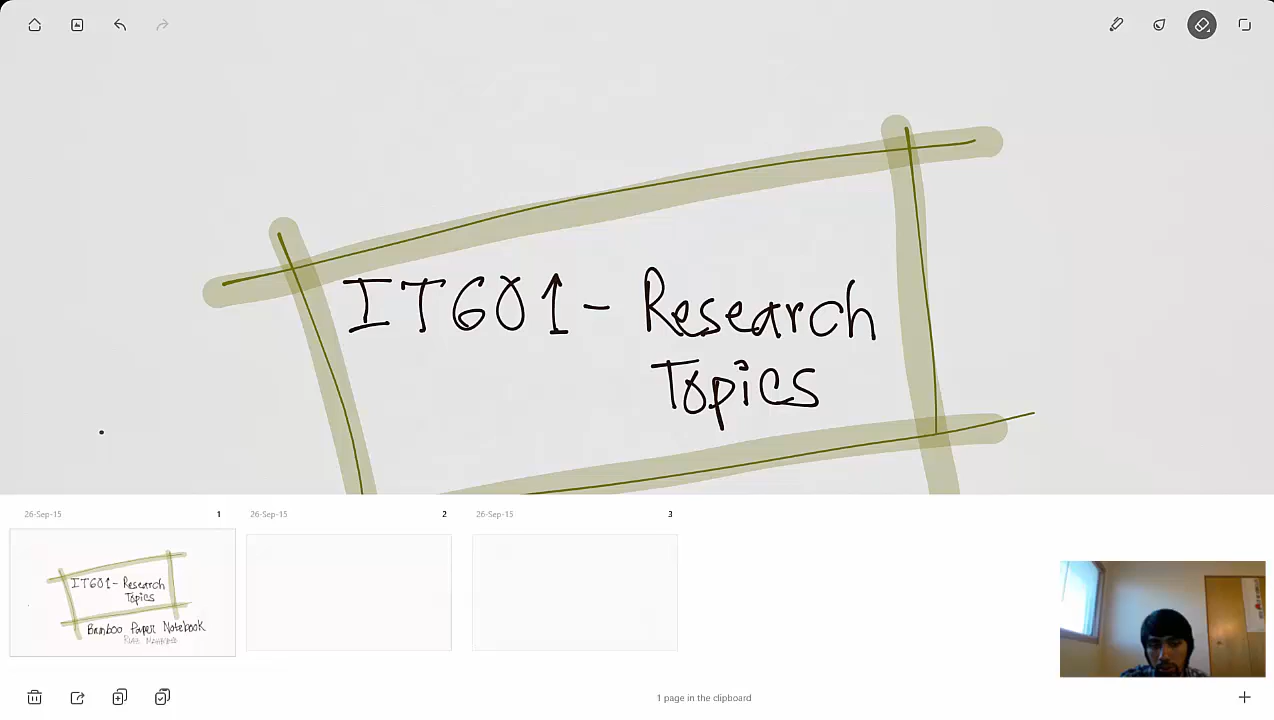 IT601 - Research
Topics
26-Sep-15
1
26-Sep-15
2
26-Sep-15
3
IT601 - Research
Topics
Bamboo Paper Notebook
1 page in the clipboard